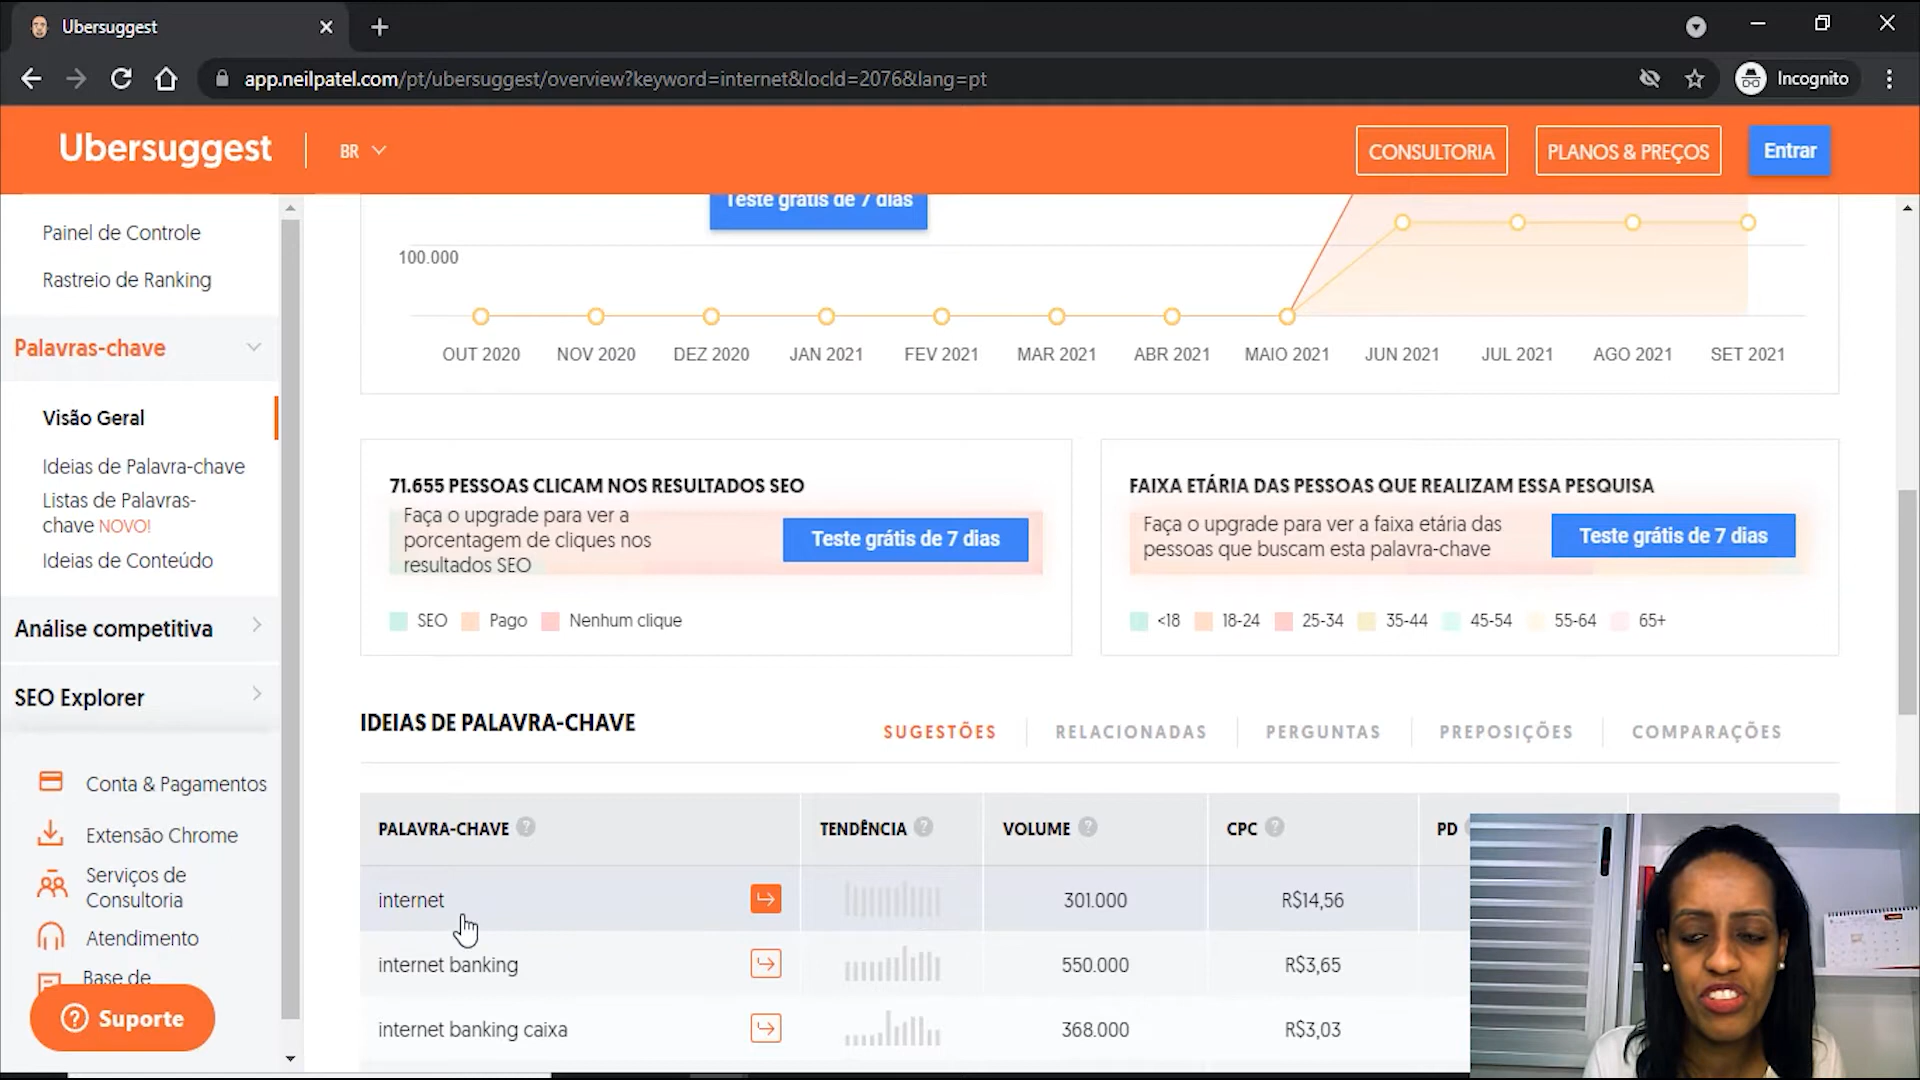 Ubersuggest
app.neilpatel.com/pt/ubersuggest/overview?keyword=internet&locId=2076&lang=pt
Incognito
Ubersuggest
BR
CONSULTORIA
PLANOS & PREÇOS
Entrar
Painel de Controle
Rastreio de Ranking
Palavras-chave
Visão Geral
Ideias de Palavra-chave
Listas de Palavras-
chave NOVO!
Ideias de Conteúdo
Análise competitiva
SEO Explorer
Conta & Pagamentos
Extensão Chrome
Serviços de
Consultoria
Atendimento
Base de
Suporte
Teste grátis de 7 dias
100.000
OUT 2020 NOV 2020 DEZ 2020 JAN 2021 FEV 2021 MAR 2021 ABR 2021 MAIO 2021 JUN 2021 JUL 2021 AGO 2021 SET 2021
71.655 PESSOAS CLICAM NOS RESULTADOS SEO
Faça o upgrade para ver a
porcentagem de cliques nos
resultados SEO
Teste grátis de 7 dias
SEO Pago Nenhum clique
FAIXA ETÁRIA DAS PESSOAS QUE REALIZAM ESSA PESQUISA
Faça o upgrade para ver a faixa etária das
pessoas que buscam esta palavra-chave
Teste grátis de 7 dias
<18 18-24 25-34 35-44 45-54 55-64 65+
IDEIAS DE PALAVRA-CHAVE
SUGESTÕES RELACIONADAS PERGUNTAS PREPOSIÇÕES COMPARAÇÕES
PALAVRA-CHAVE ? TENDÊNCIA ? VOLUME ? CPC ? PD
internet 301.000 R$14,56
internet banking 550.000 R$3,65
internet banking caixa 368.000 R$3,03